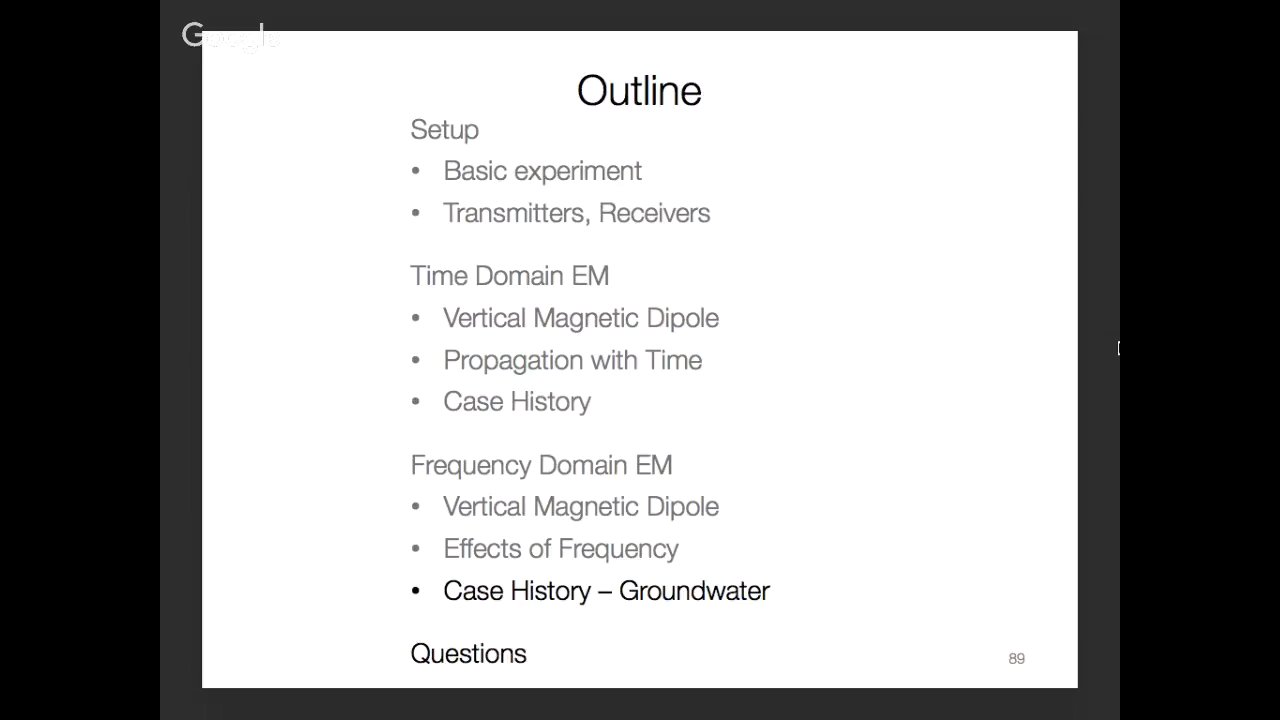 Google
Outline
Setup
• Basic experiment
• Transmitters, Receivers
Time Domain EM
• Vertical Magnetic Dipole
• Propagation with Time
• Case History
Frequency Domain EM
• Vertical Magnetic Dipole
• Effects of Frequency
• Case History – Groundwater
Questions
89